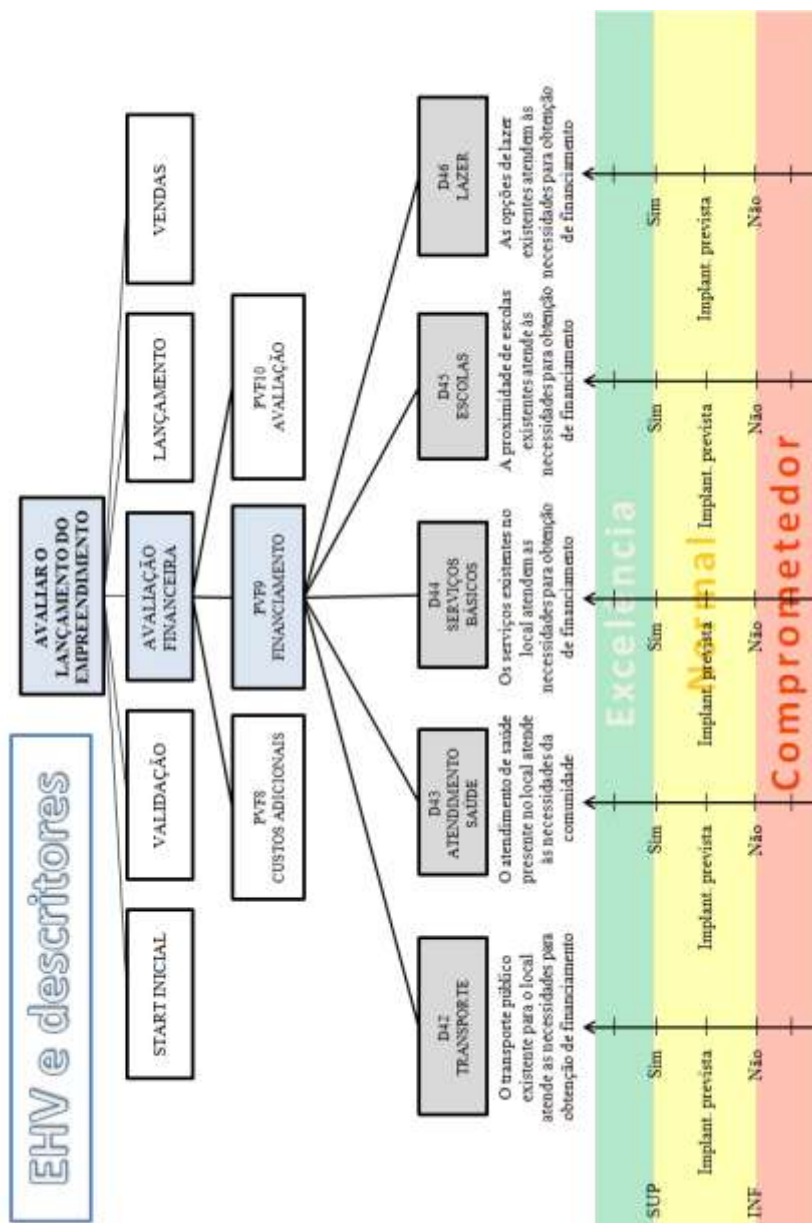 EHV e descritores
AVALIAR O
LANÇAMENTO DO
EMPREENDIMENTO
START INICIAL
VALIDAÇÃO
AVALIAÇÃO
FINANCEIRA
LANÇAMENTO
VENDAS
PVF8
CUSTOS ADICIONAIS
PVF9
FINANCIAMENTO
PVF10
AVALIAÇÃO
D42
TRANSPORTE
O transporte público
existente para o local
atende as necessidades para
obtenção de financiamento
D43
ATENDIMENTO
SAÚDE
O atendimento de saúde
presente no local atende
às necessidades da
comunidade
D44
SERVIÇOS
BÁSICOS
Os serviços existentes no
local atendem as
necessidades para obtenção
de financiamento
D45
ESCOLAS
A proximidade de escolas
existentes atende às
necessidades para obtenção
de financiamento
D46
LAZER
As opções de lazer
existentes atendem às
necessidades para obtenção
de financiamento
Excelência
SUP
Sim
Sim
Sim
Sim
Sim
Normal
Implant. prevista
Implant. prevista
Implant. prevista
Implant. prevista
Implant. prevista
INF
Não
Não
Não
Não
Não
Comprometedor